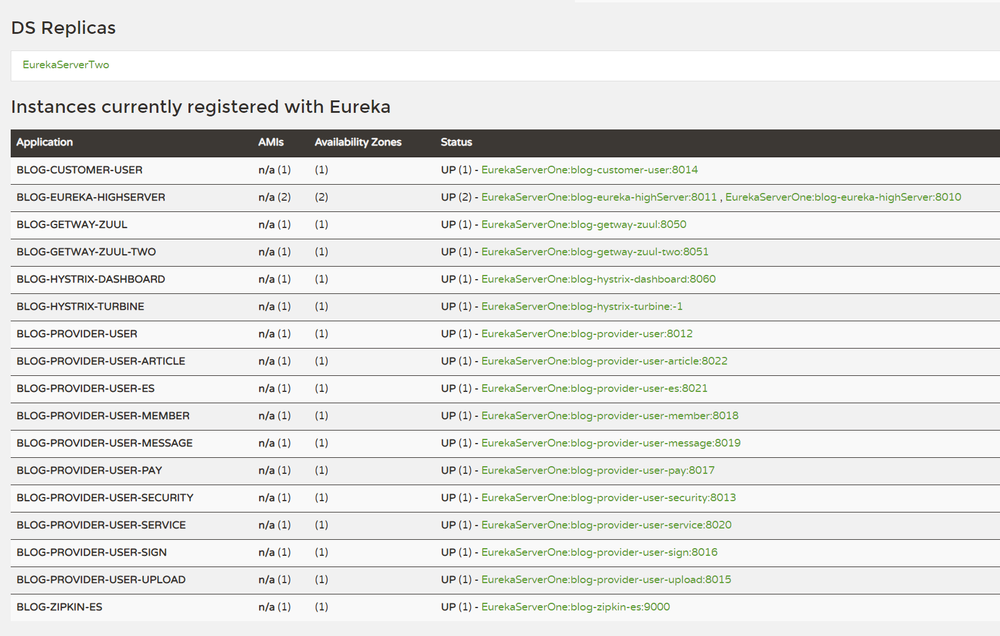 DS Replicas
EurekaServerTwo
Instances currently registered with Eureka
Application AMIs Availability Zones Status
BLOG-CUSTOMER-USER n/a (1) (1) UP (1) - EurekaServerOne:blog-customer-user:8014
BLOG-EUREKA-HIGHSERVER n/a (2) (2) UP (2) - EurekaServerOne:blog-eureka-highServer:8011 , EurekaServerOne:blog-eureka-highServer:8010
BLOG-GETWAY-ZUUL n/a (1) (1) UP (1) - EurekaServerOne:blog-getway-zuul:8050
BLOG-GETWAY-ZUUL-TWO n/a (1) (1) UP (1) - EurekaServerOne:blog-getway-zuul-two:8051
BLOG-HYSTRIX-DASHBOARD n/a (1) (1) UP (1) - EurekaServerOne:blog-hystrix-dashboard:8060
BLOG-HYSTRIX-TURBINE n/a (1) (1) UP (1) - EurekaServerOne:blog-hystrix-turbine:-1
BLOG-PROVIDER-USER n/a (1) (1) UP (1) - EurekaServerOne:blog-provider-user:8012
BLOG-PROVIDER-USER-ARTICLE n/a (1) (1) UP (1) - EurekaServerOne:blog-provider-user-article:8022
BLOG-PROVIDER-USER-ES n/a (1) (1) UP (1) - EurekaServerOne:blog-provider-user-es:8021
BLOG-PROVIDER-USER-MEMBER n/a (1) (1) UP (1) - EurekaServerOne:blog-provider-user-member:8018
BLOG-PROVIDER-USER-MESSAGE n/a (1) (1) UP (1) - EurekaServerOne:blog-provider-user-message:8019
BLOG-PROVIDER-USER-PAY n/a (1) (1) UP (1) - EurekaServerOne:blog-provider-user-pay:8017
BLOG-PROVIDER-USER-SECURITY n/a (1) (1) UP (1) - EurekaServerOne:blog-provider-user-security:8013
BLOG-PROVIDER-USER-SERVICE n/a (1) (1) UP (1) - EurekaServerOne:blog-provider-user-service:8020
BLOG-PROVIDER-USER-SIGN n/a (1) (1) UP (1) - EurekaServerOne:blog-provider-user-sign:8016
BLOG-PROVIDER-USER-UPLOAD n/a (1) (1) UP (1) - EurekaServerOne:blog-provider-user-upload:8015
BLOG-ZIPKIN-ES n/a (1) (1) UP (1) - EurekaServerOne:blog-zipkin-es:9000